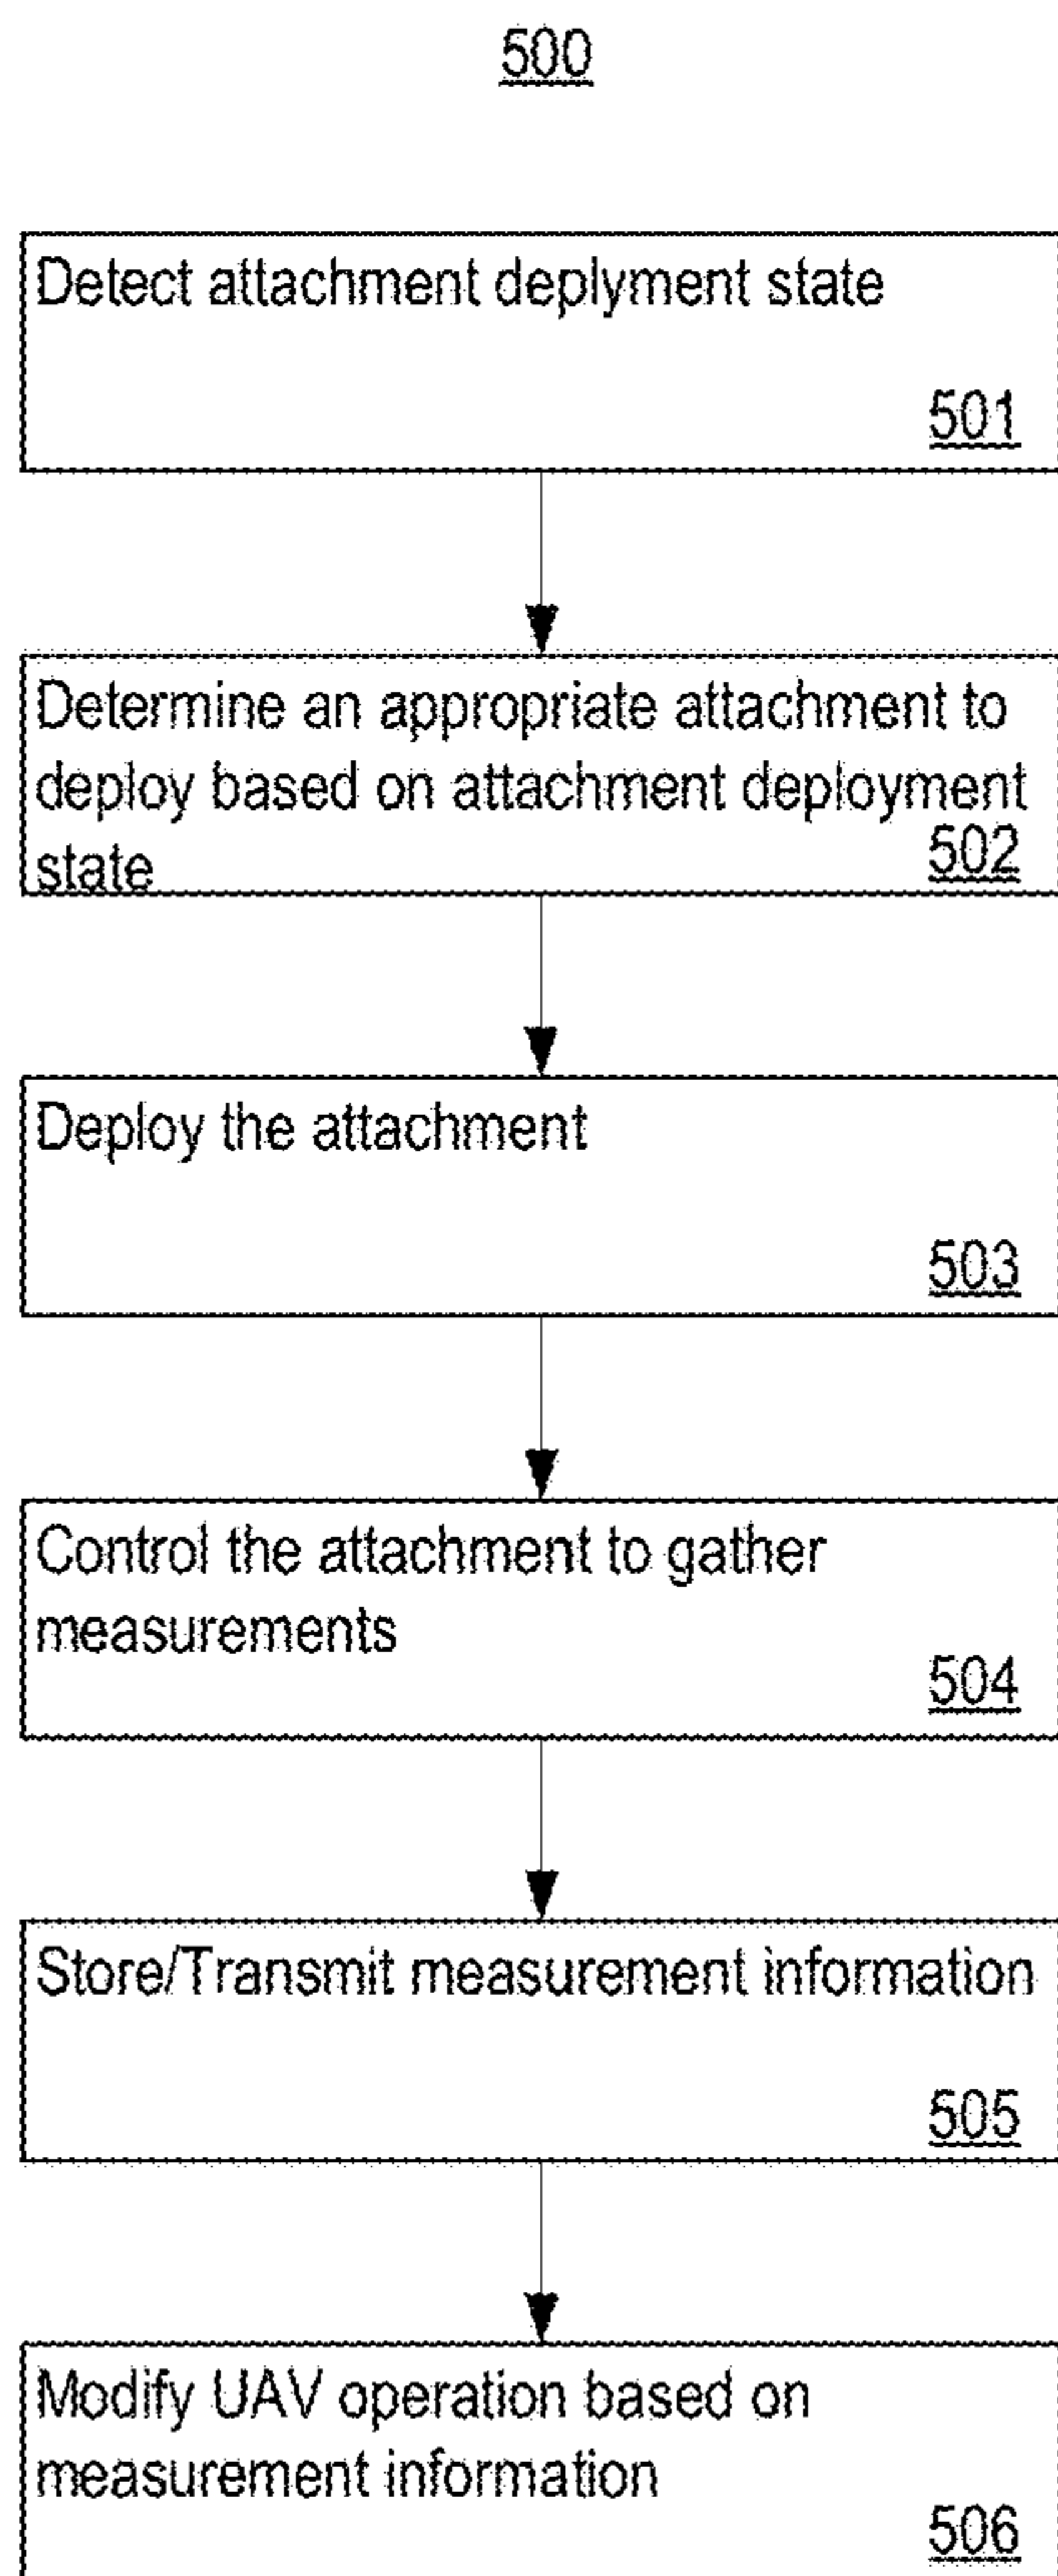 500
Detect attachment deplyment state
501
Determine an appropriate attachment to
deploy based on attachment deployment
state
502
Deploy the attachment
503
Control the attachment to gather
measurements
504
Store/Transmit measurement information
505
Modify UAV operation based on
measurement information
506